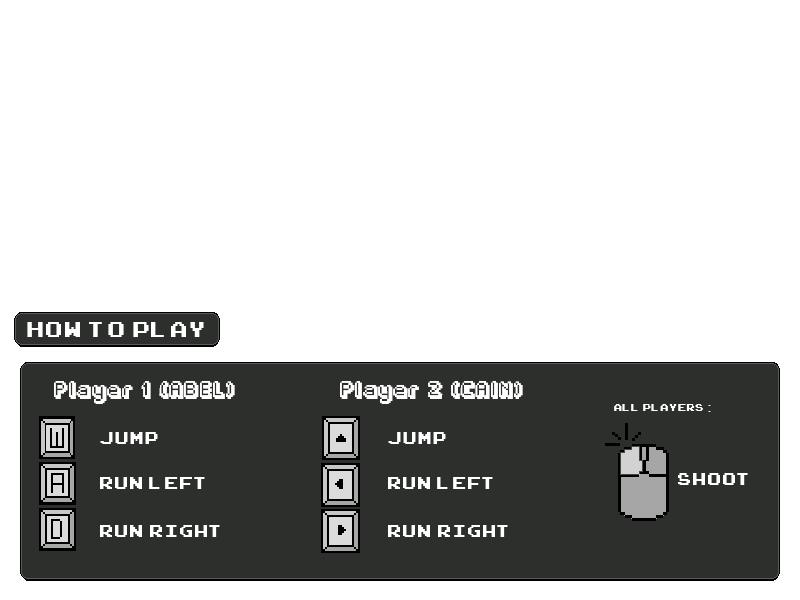 HOW TO PLAY
Player 1 (ABEL)
W JUMP
A RUN LEFT
D RUN RIGHT
Player 2 (CAIN)
JUMP
RUN LEFT
RUN RIGHT
ALL PLAYERS:
SHOOT